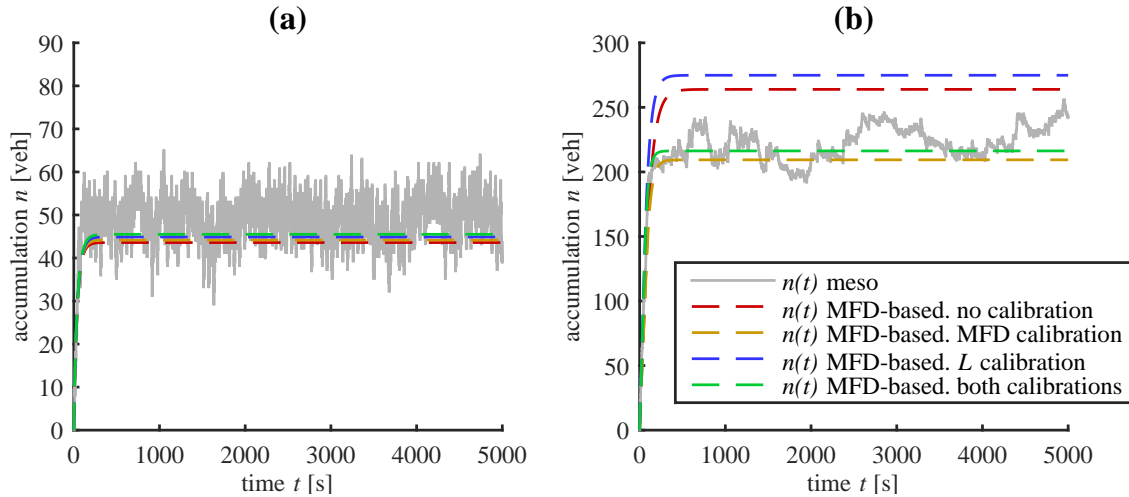 (a)
90
80
70
60
50
40
30
20
10
0
accumulation n [veh]
0 1000 2000 3000 4000 5000
time t [s]
(b)
300
250
200
150
100
50
0
accumulation n [veh]
n(t) meso
n(t) MFD-based. no calibration
n(t) MFD-based. MFD calibration
n(t) MFD-based. L calibration
n(t) MFD-based. both calibrations
0 1000 2000 3000 4000 5000
time t [s]